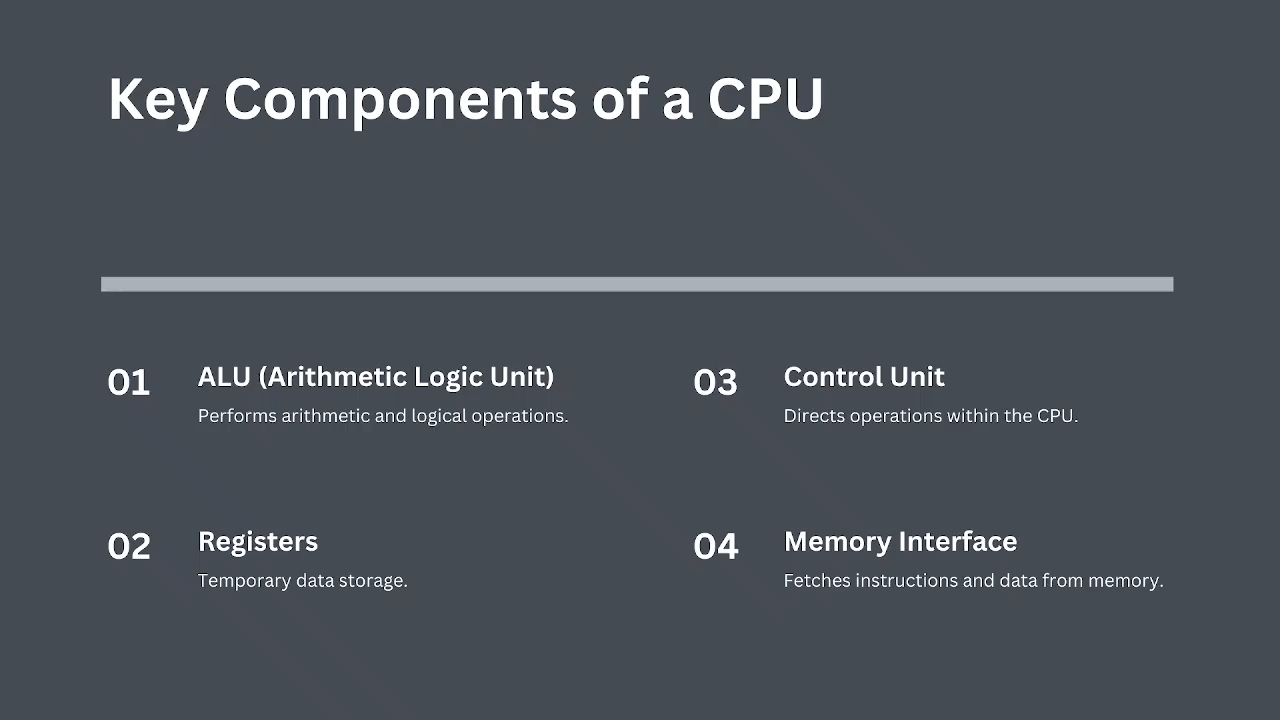 Key Components of a CPU
01
ALU (Arithmetic Logic Unit)
Performs arithmetic and logical operations.
02
Registers
Temporary data storage.
03
Control Unit
Directs operations within the CPU.
04
Memory Interface
Fetches instructions and data from memory.